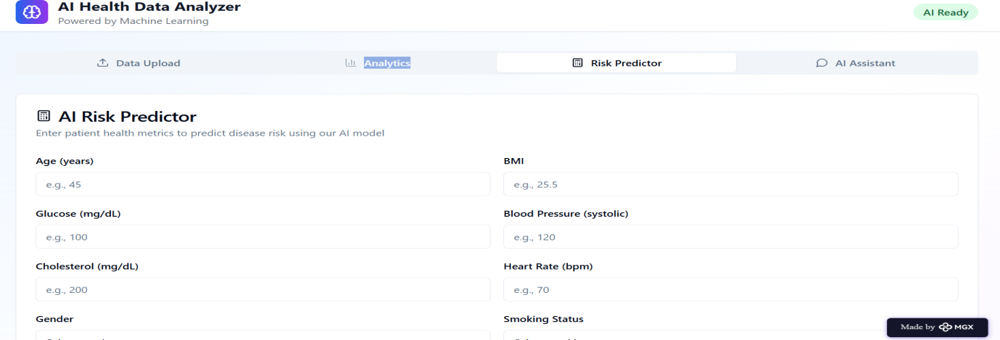 AI Health Data Analyzer
Powered by Machine Learning
AI Ready
Data Upload
Analytics
Risk Predictor
AI Assistant
AI Risk Predictor
Enter patient health metrics to predict disease risk using our AI model
Age (years)
BMI
e.g., 45
e.g., 25.5
Glucose (mg/dL)
Blood Pressure (systolic)
e.g., 100
e.g., 120
Cholesterol (mg/dL)
Heart Rate (bpm)
e.g., 200
e.g., 70
Gender
Smoking Status
Made by MGX